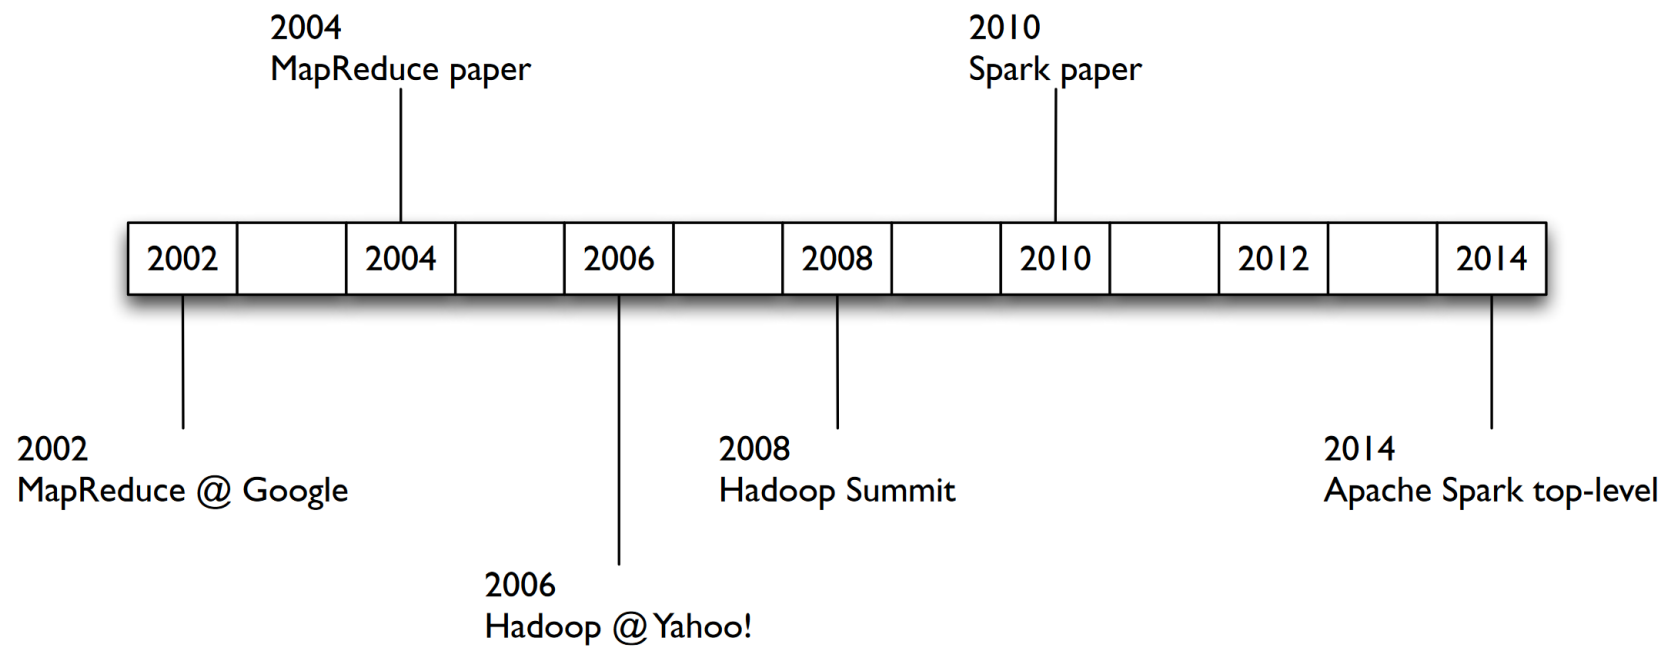 2004
MapReduce paper
2010
Spark paper
2002 2004 2006 2008 2010 2012 2014
2002
MapReduce @ Google
2008
Hadoop Summit
2014
Apache Spark top-level
2006
Hadoop @ Yahoo!